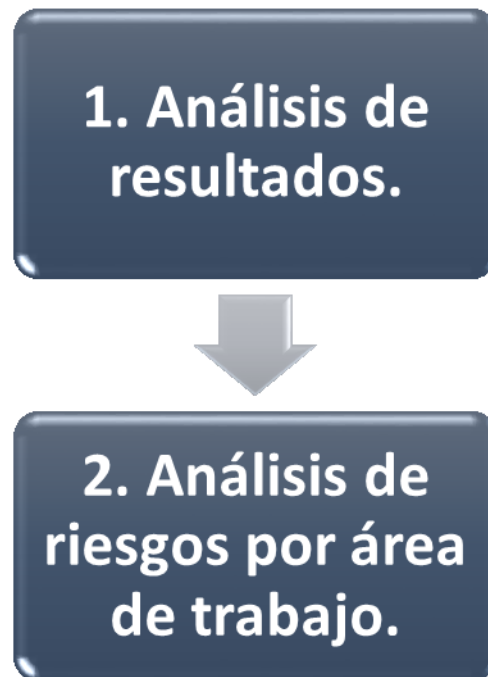 1. Análisis de
resultados.
2. Análisis de
riesgos por área
de trabajo.